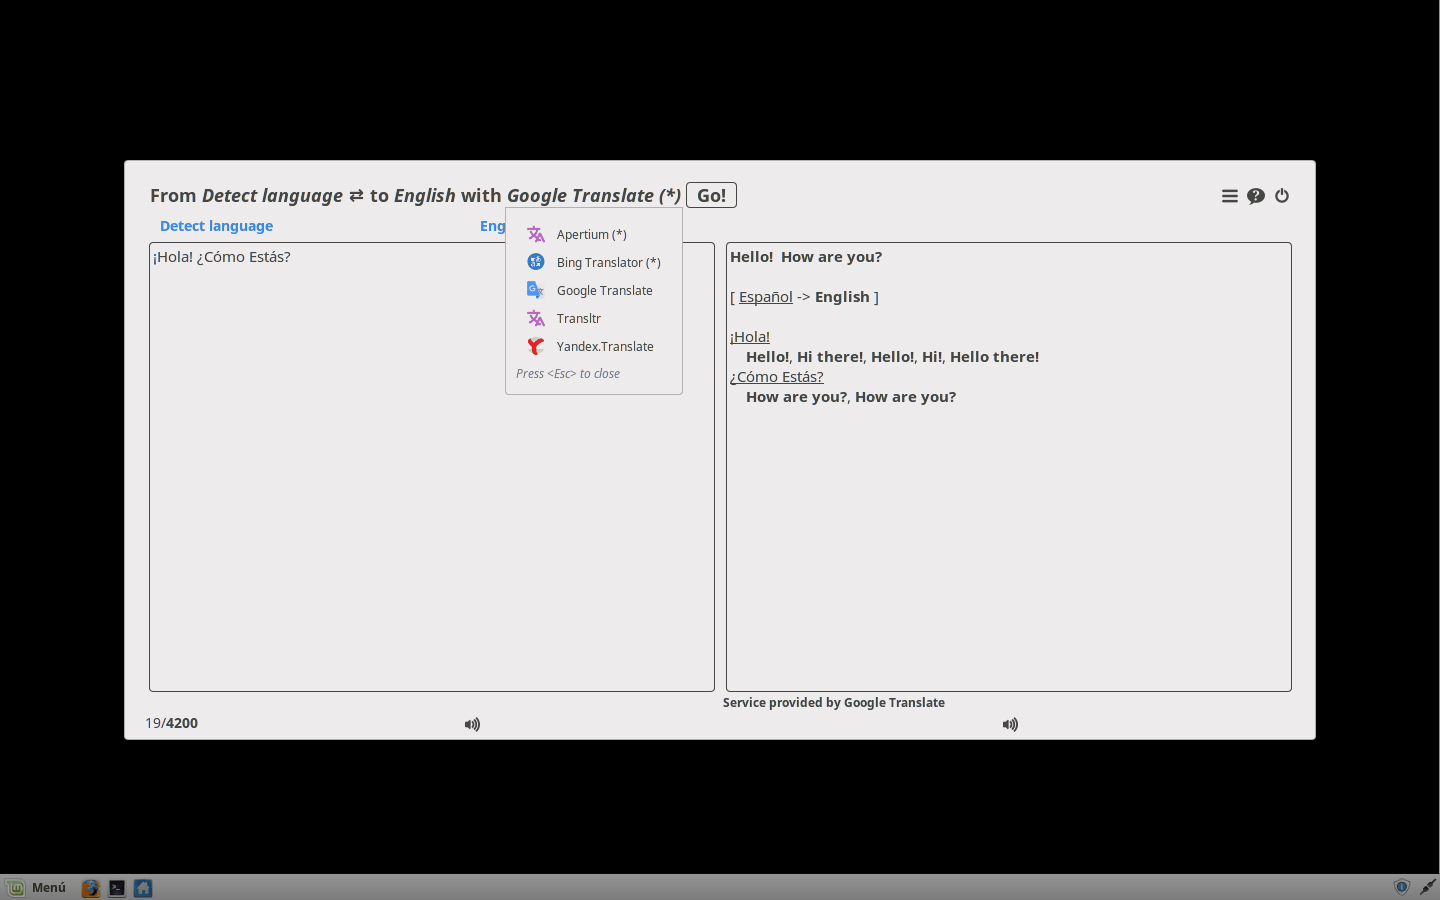 From Detect language ⇄ to English with Google Translate (*) Go!
Detect language
Eng
Apertium (*)
Bing Translator (*)
Google Translate
Transltr
Yandex.Translate
Press <Esc> to close
¡Hola! ¿Cómo Estás?
Hello!  How are you?
[ Español -> English ]
¡Hola!
Hello!, Hi there!, Hello!, Hi!, Hello there!
¿Cómo Estás?
How are you?, How are you?
Service provided by Google Translate
19/4200
Menú